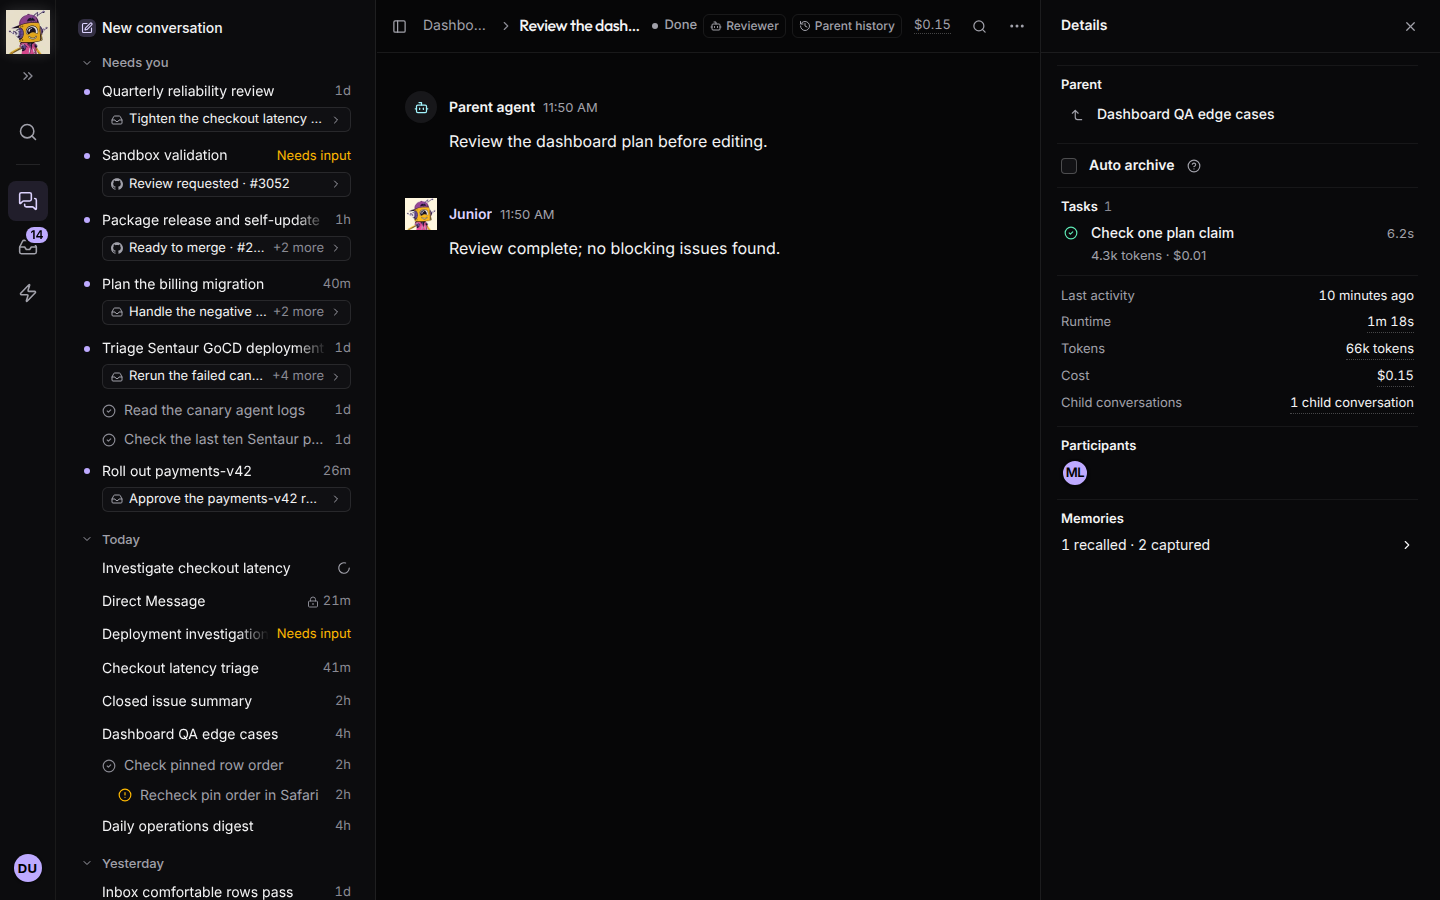 New conversation
Needs you
Quarterly reliability review 1d
Tighten the checkout latency ...
Sandbox validation Needs input
Review requested · #3052
Package release and self-update 1h
Ready to merge · #2... +2 more
14
Plan the billing migration 40m
Handle the negative ... +2 more
Triage Sentaur GoCD deployment 1d
Rerun the failed can... +4 more
Read the canary agent logs 1d
Check the last ten Sentaur p... 1d
Roll out payments-v42 26m
Approve the payments-v42 r...
Today
Investigate checkout latency
Direct Message 21m
Deployment investigation Needs input
Checkout latency triage 41m
Closed issue summary 2h
Dashboard QA edge cases 4h
Check pinned row order 2h
Recheck pin order in Safari 2h
Daily operations digest 4h
Yesterday
Inbox comfortable rows pass 1d
DU
Dashbo... Review the dash... Done Reviewer Parent history $0.15
Parent agent 11:50 AM
Review the dashboard plan before editing.
Junior 11:50 AM
Review complete; no blocking issues found.
Details
Parent
Dashboard QA edge cases
Auto archive
Tasks 1
Check one plan claim 6.2s
4.3k tokens · $0.01
Last activity 10 minutes ago
Runtime 1m 18s
Tokens 66k tokens
Cost $0.15
Child conversations 1 child conversation
Participants
ML
Memories
1 recalled · 2 captured